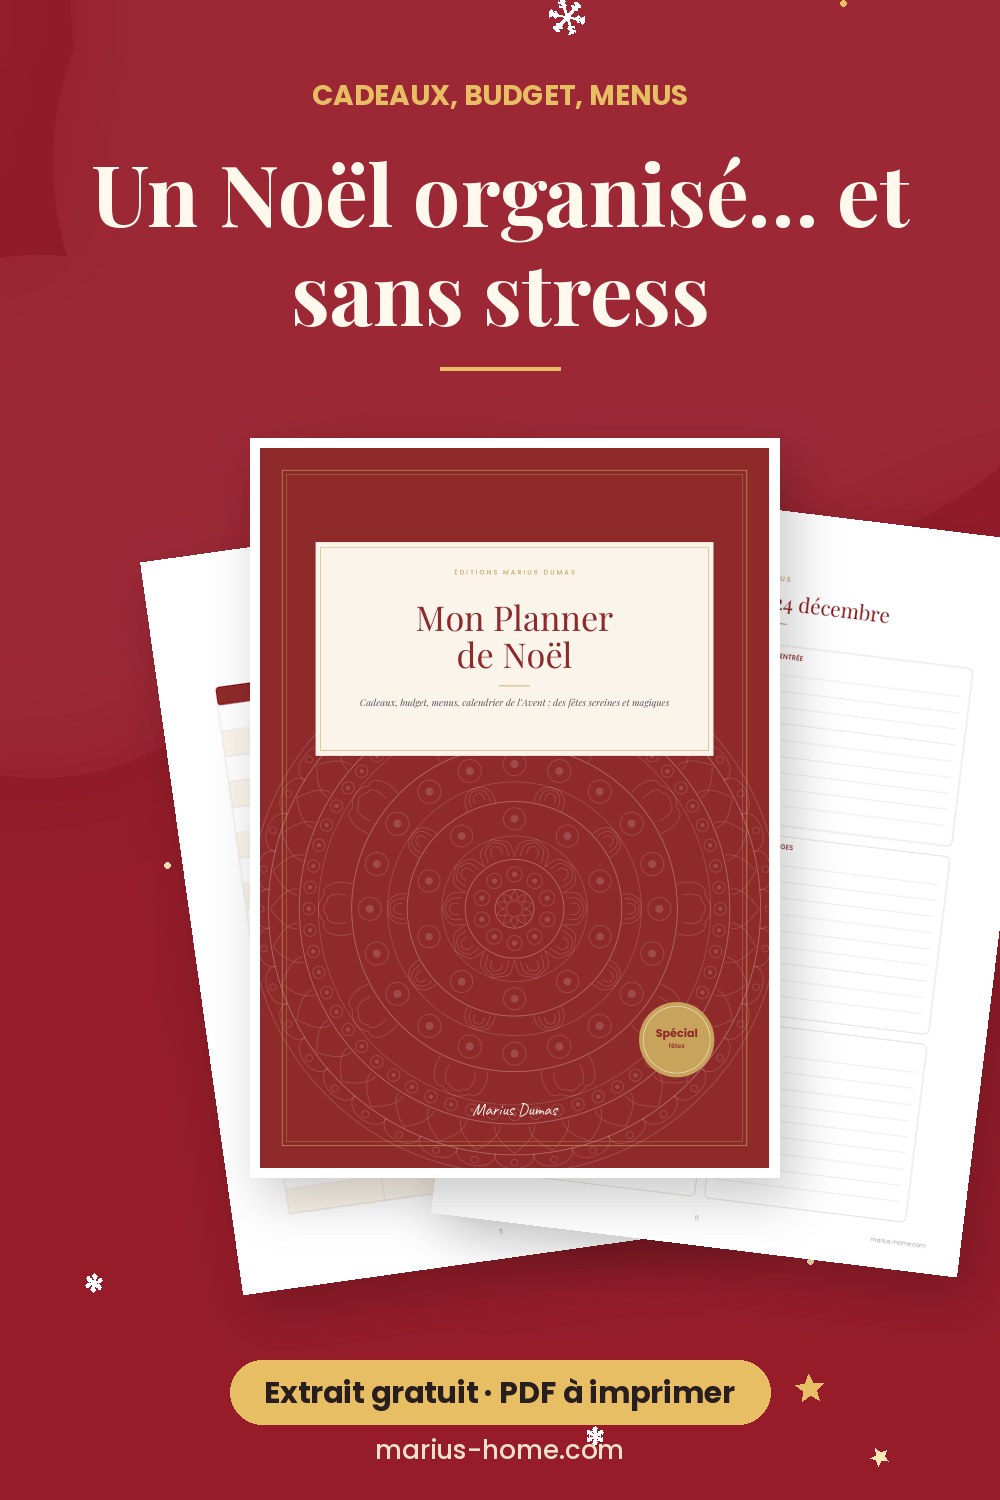 CADEAUX, BUDGET, MENUS
Un Noël organisé... et
sans stress
ÉDITIONS MARIUS DUMAS
Mon Planner
de Noël
Cadeaux, budget, menus, calendrier de l'Avent : des fêtes sereines et magiques
24 décembre
Spécial
fêtes
Marius Dumas
marius-home.com
Extrait gratuit · PDF à imprimer
marius-home.com